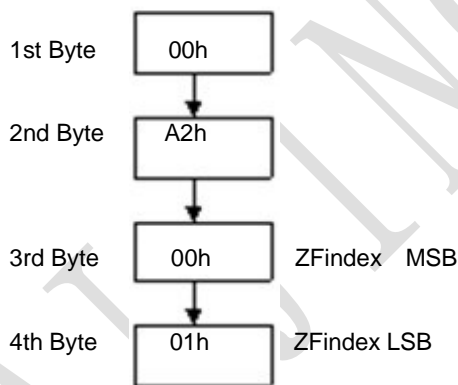 1st Byte 00h
2nd Byte A2h
3rd Byte 00h ZFindex MSB
4th Byte 01h ZFindex LSB